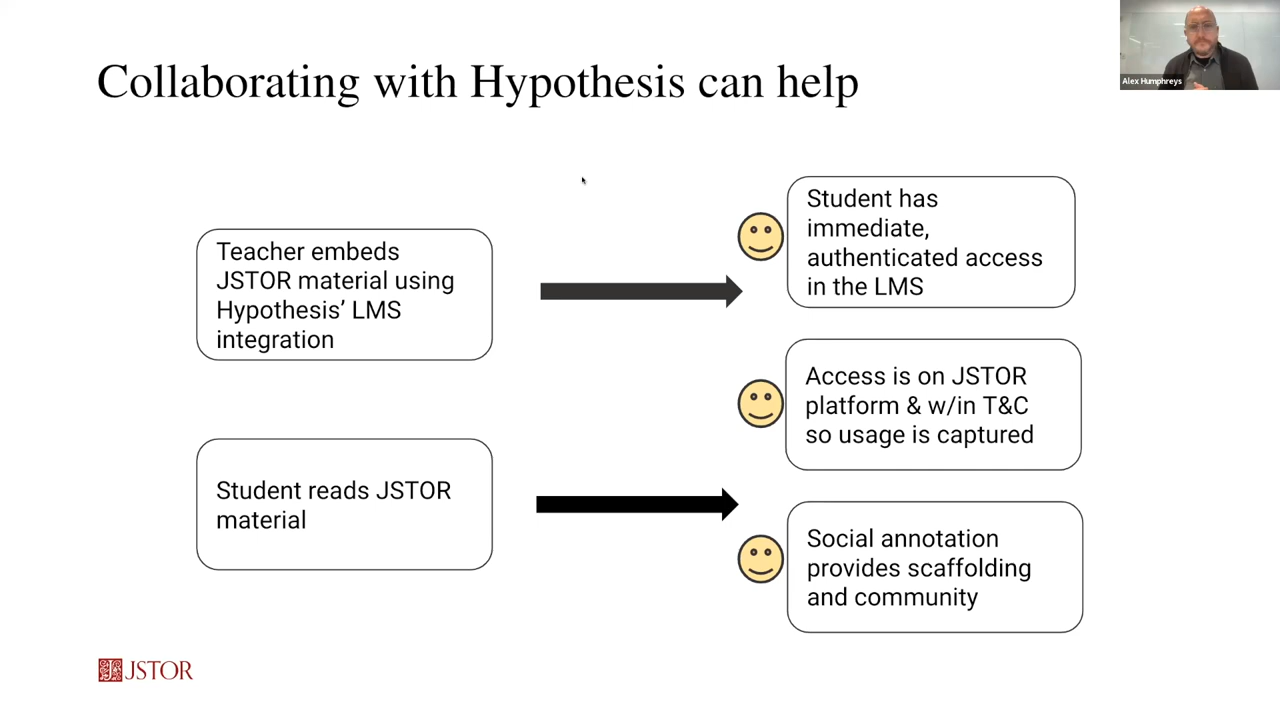 Collaborating with Hypothesis can help
Alex Humphreys
Teacher embeds
JSTOR material using
Hypothesis’ LMS
integration
Student has
immediate,
authenticated access
in the LMS
Access is on JSTOR
platform & w/in T&C
so usage is captured
Student reads JSTOR
material
Social annotation
provides scaffolding
and community
JSTOR